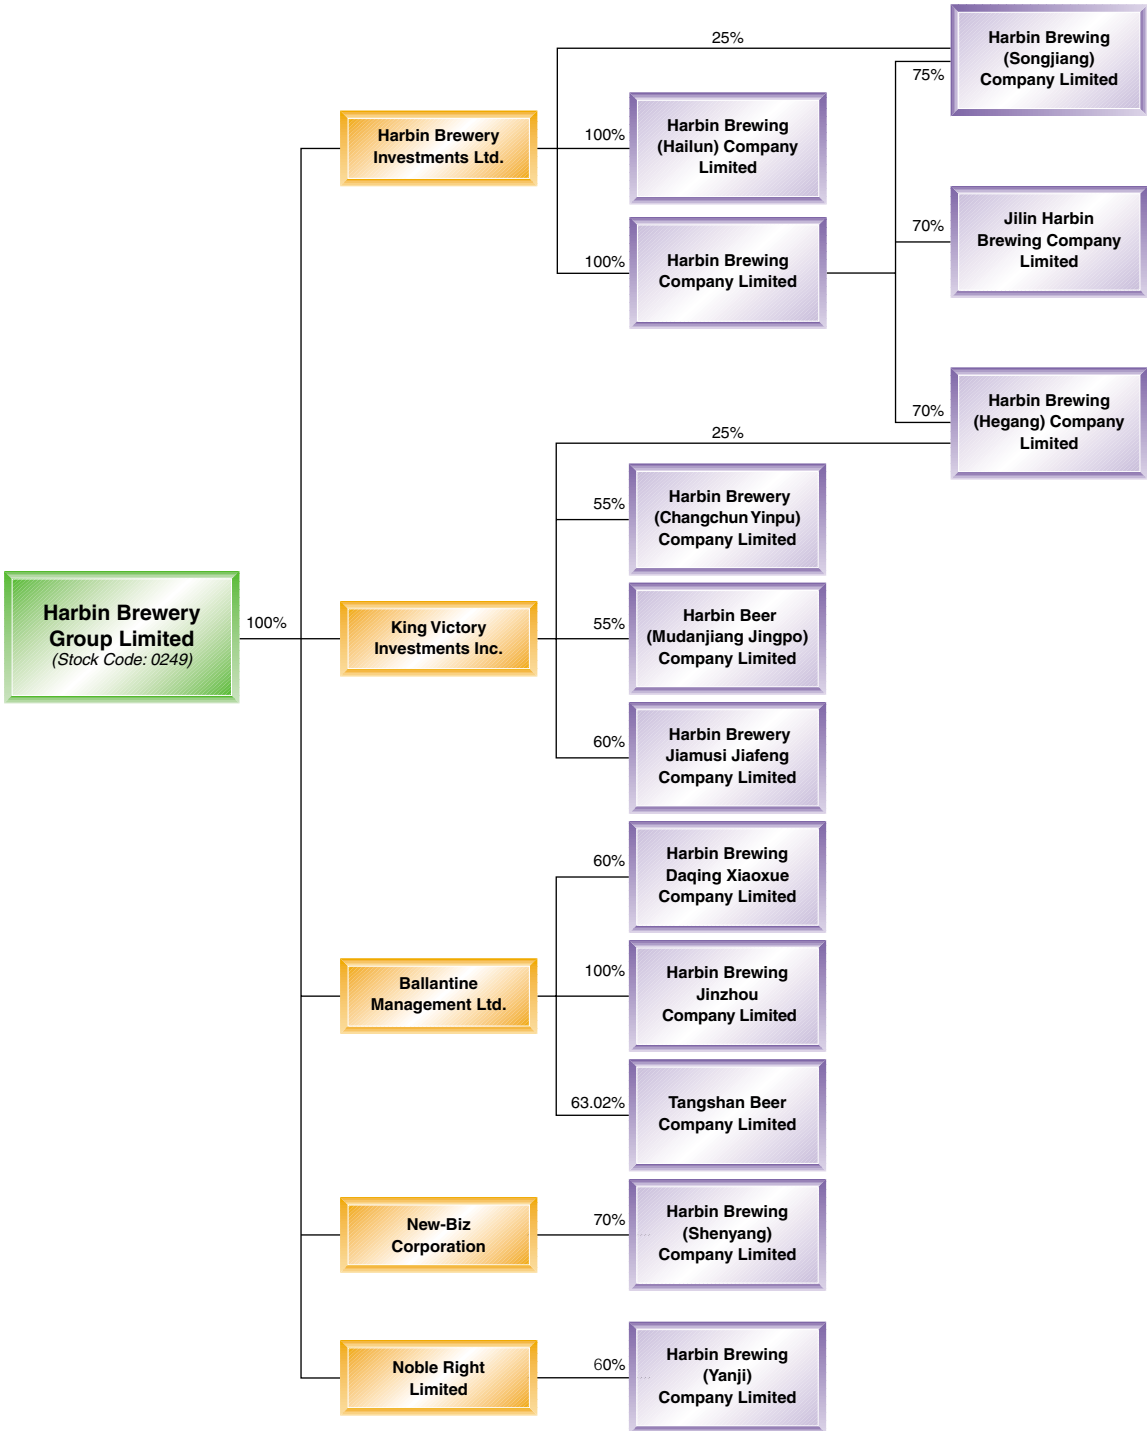 25%
Harbin Brewing
(Songjiang)
Company Limited
75%
Harbin Brewery
Investments Ltd.
100%
Harbin Brewing
(Hailun) Company
Limited
Jilin Harbin
Brewing Company
Limited
70%
100%
Harbin Brewing
Company Limited
Harbin Brewing
(Hegang) Company
Limited
70%
25%
55%
Harbin Brewery
(Changchun Yinpu)
Company Limited
Harbin Brewery
Group Limited
(Stock Code: 0249)
100%
King Victory
Investments Inc.
55%
Harbin Beer
(Mudanjiang Jingpo)
Company Limited
60%
Harbin Brewery
Jiamusi Jiafeng
Company Limited
60%
Harbin Brewing
Daqing Xiaoxue
Company Limited
Ballantine
Management Ltd.
100%
Harbin Brewing
Jinzhou
Company Limited
63.02%
Tangshan Beer
Company Limited
New-Biz
Corporation
70%
Harbin Brewing
(Shenyang)
Company Limited
Noble Right
Limited
60%
Harbin Brewing
(Yanji)
Company Limited